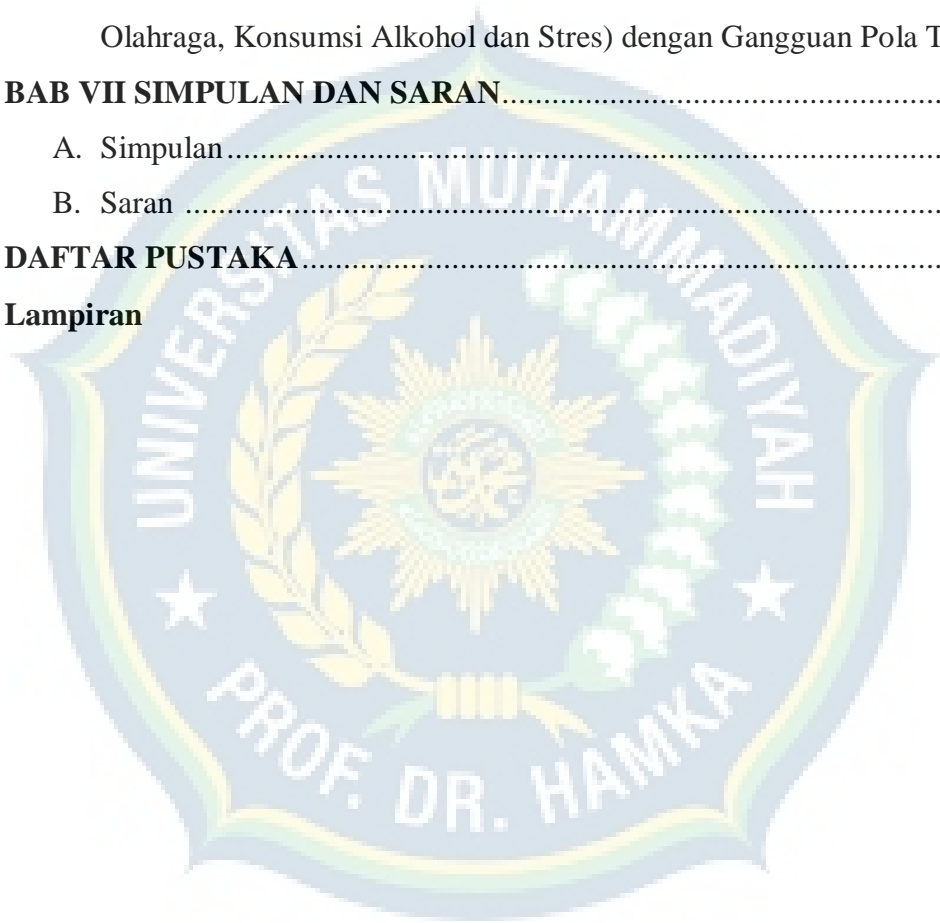 Olahraga, Konsumsi Alkohol dan Stres) dengan Gangguan Pola T
BAB VII SIMPULAN DAN SARAN................................................................
A. Simpulan................................................................................................
B. Saran ....................................................................................................
DAFTAR PUSTAKA................................................................................
Lampiran
UNIVERSITAS MUHAMMADIYAH
PROF. DR. HAMKA